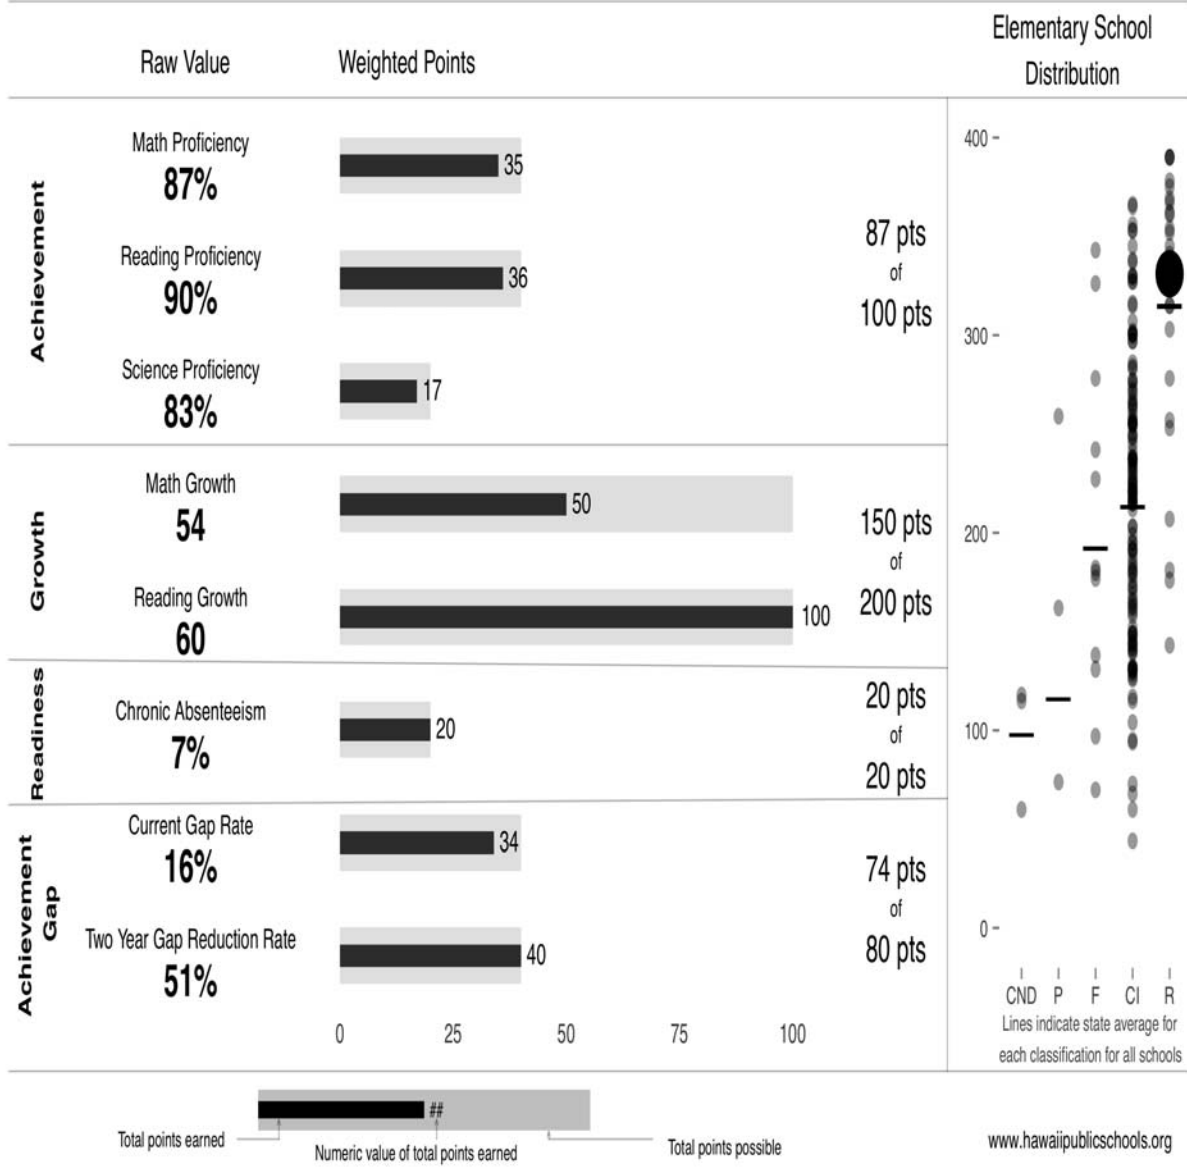 Raw Value
Weighted Points
Elementary School
Distribution
Achievement
Math Proficiency
87%
35
Reading Proficiency
90%
36
Science Proficiency
83%
17
87 pts
of
100 pts
Growth
Math Growth
54
50
Reading Growth
60
100
150 pts
of
200 pts
Readiness
Chronic Absenteeism
7%
20
20 pts
of
20 pts
Achievement
Gap
Current Gap Rate
16%
34
Two Year Gap Reduction Rate
51%
40
74 pts
of
80 pts
0 25 50 75 100
400
300
200
100
0
CND P F CI R
Lines indicate state average for
each classification for all schools
##
Total points earned
Numeric value of total points earned
Total points possible
www.hawaiipublicschools.org